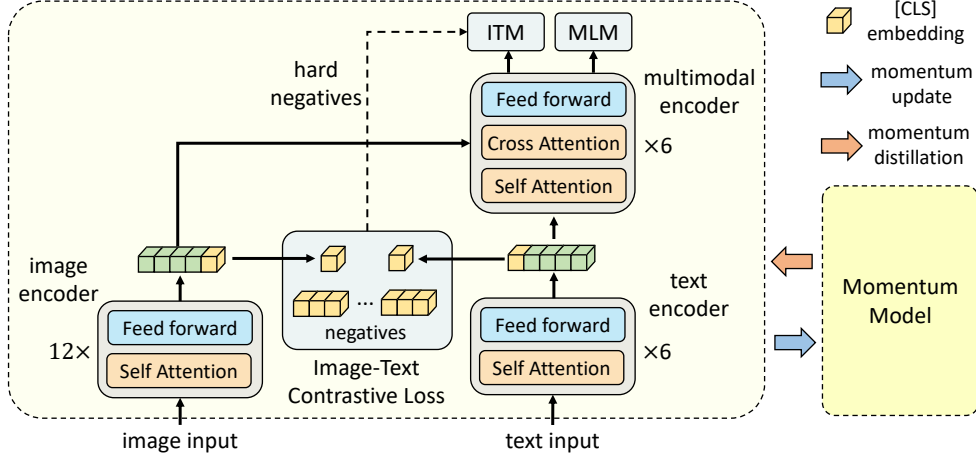 [CLS]
embedding
momentum
update
momentum
distillation
ITM
MLM
hard
negatives
multimodal
encoder
Feed forward
Cross Attention
×6
Self Attention
image
encoder
12×
Feed forward
Self Attention
...
negatives
Image-Text
Contrastive Loss
text
encoder
Feed forward
×6
Self Attention
image input
text input
Momentum
Model